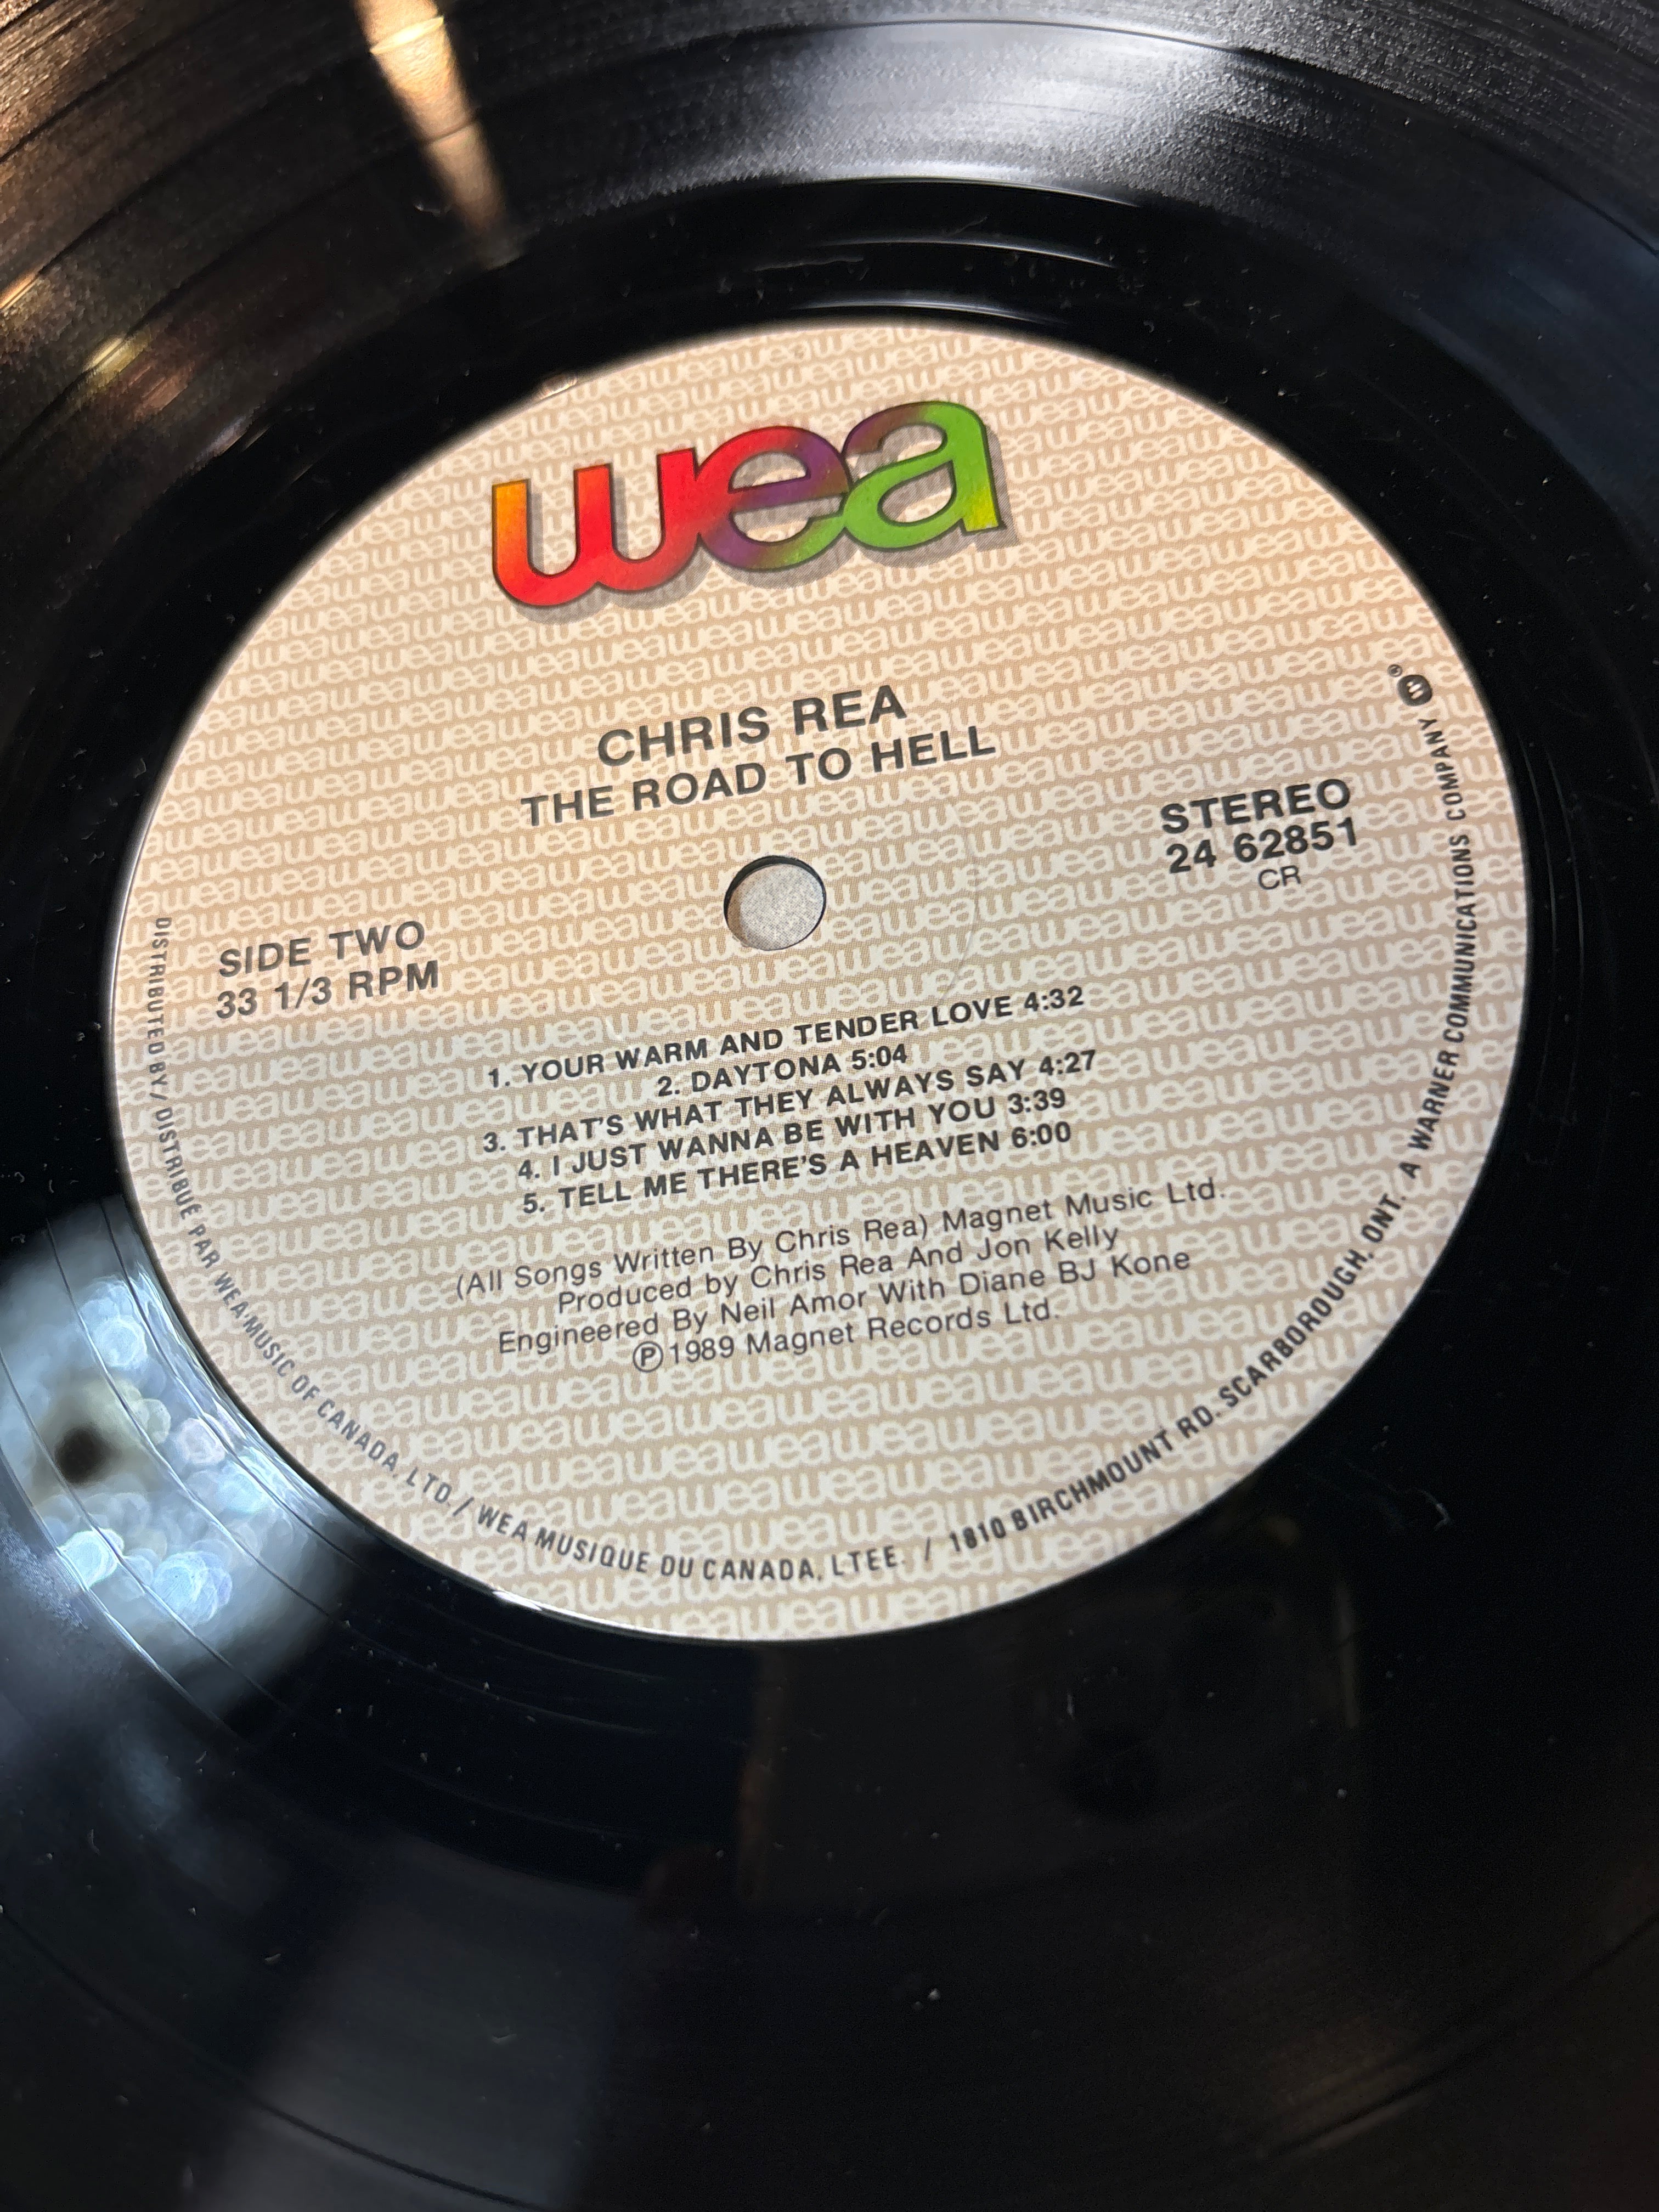 wea
CHRIS REA
THE ROAD TO HELL
STEREO
24 62851
CR
SIDE TWO
33 1/3 RPM
1. YOUR WARM AND TENDER LOVE 4:32
2. DAYTONA 5:04
3. THAT'S WHAT THEY ALWAYS SAY 4:27
4. I JUST WANNA BE WITH YOU 3:39
5. TELL ME THERE'S A HEAVEN 6:00
(All Songs Written By Chris Rea) Magnet Music Ltd.
Produced by Chris Rea And Jon Kelly
Engineered By Neil Amor With Diane BJ Kone
Ⓟ1989 Magnet Records Ltd.
DISTRIBUTED BY / DISTRIBUÉ PAR WEA MUSIC OF CANADA, LTD. / WEA MUSIQUE DU CANADA, LTEE. / 1810 BIRCHMOUNT RD. SCARBOROUGH, ONT. A WARNER COMMUNICATIONS COMPANY w®